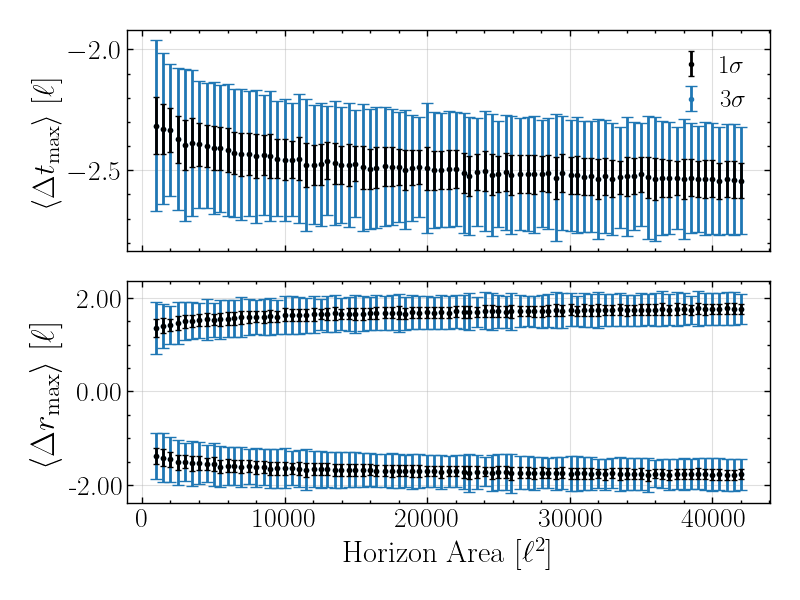 ⟨Δt_max⟩ [ℓ]
−2.0
−2.5
1σ
3σ
⟨Δr_max⟩ [ℓ]
2.00
0.00
-2.00
0 10000 20000 30000 40000
Horizon Area [ℓ²]